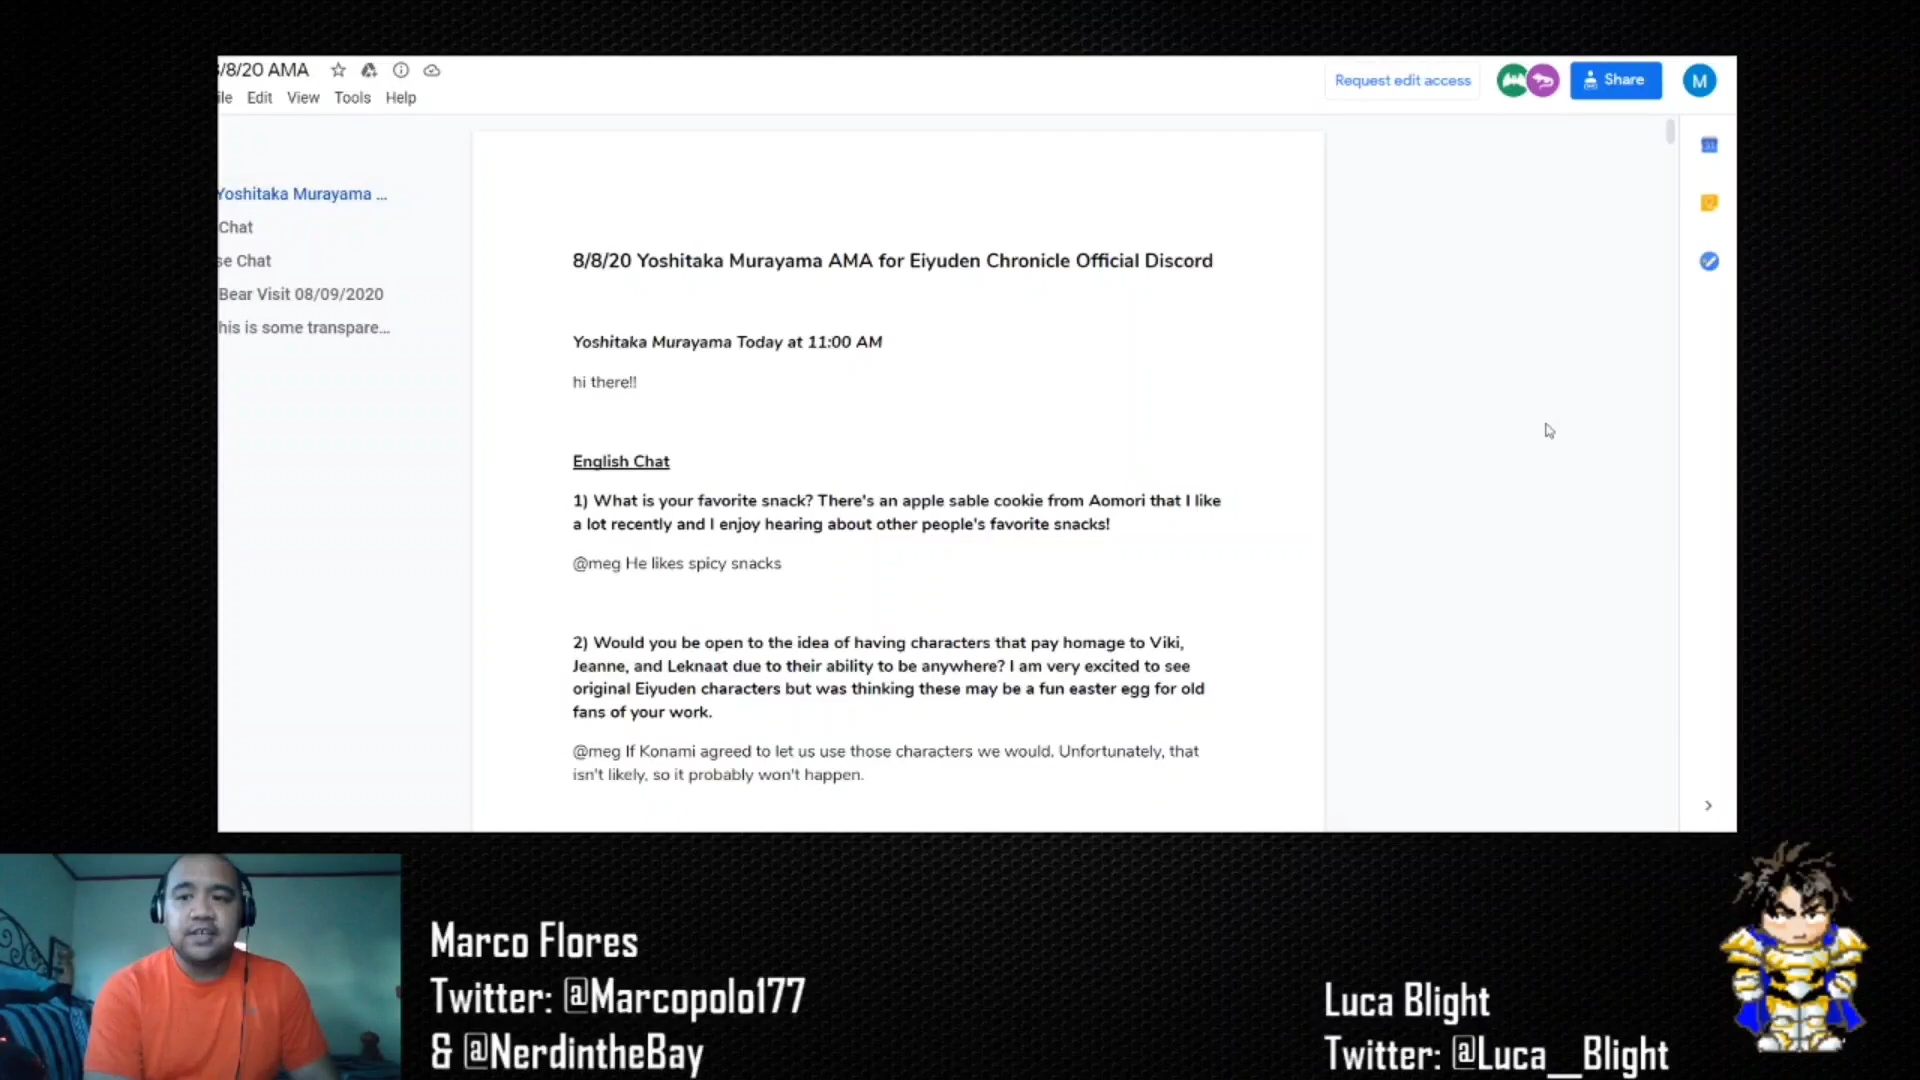 /8/20 AMA
Edit View Tools Help
Request edit access
Share
M
Yoshitaka Murayama ...
Chat
se Chat
Bear Visit 08/09/2020
his is some transpare...
8/8/20 Yoshitaka Murayama AMA for Eiyuden Chronicle Official Discord
Yoshitaka Murayama Today at 11:00 AM
hi there!!
English Chat
1) What is your favorite snack? There's an apple sable cookie from Aomori that I like
a lot recently and I enjoy hearing about other people's favorite snacks!
@meg He likes spicy snacks
2) Would you be open to the idea of having characters that pay homage to Viki,
Jeanne, and Leknaat due to their ability to be anywhere? I am very excited to see
original Eiyuden characters but was thinking these may be a fun easter egg for old
fans of your work.
@meg If Konami agreed to let us use those characters we would. Unfortunately, that
isn't likely, so it probably won't happen.
Marco Flores
Twitter: @Marcopolo177
& @NerdintheBay
Luca Blight
Twitter: @Luca__Blight